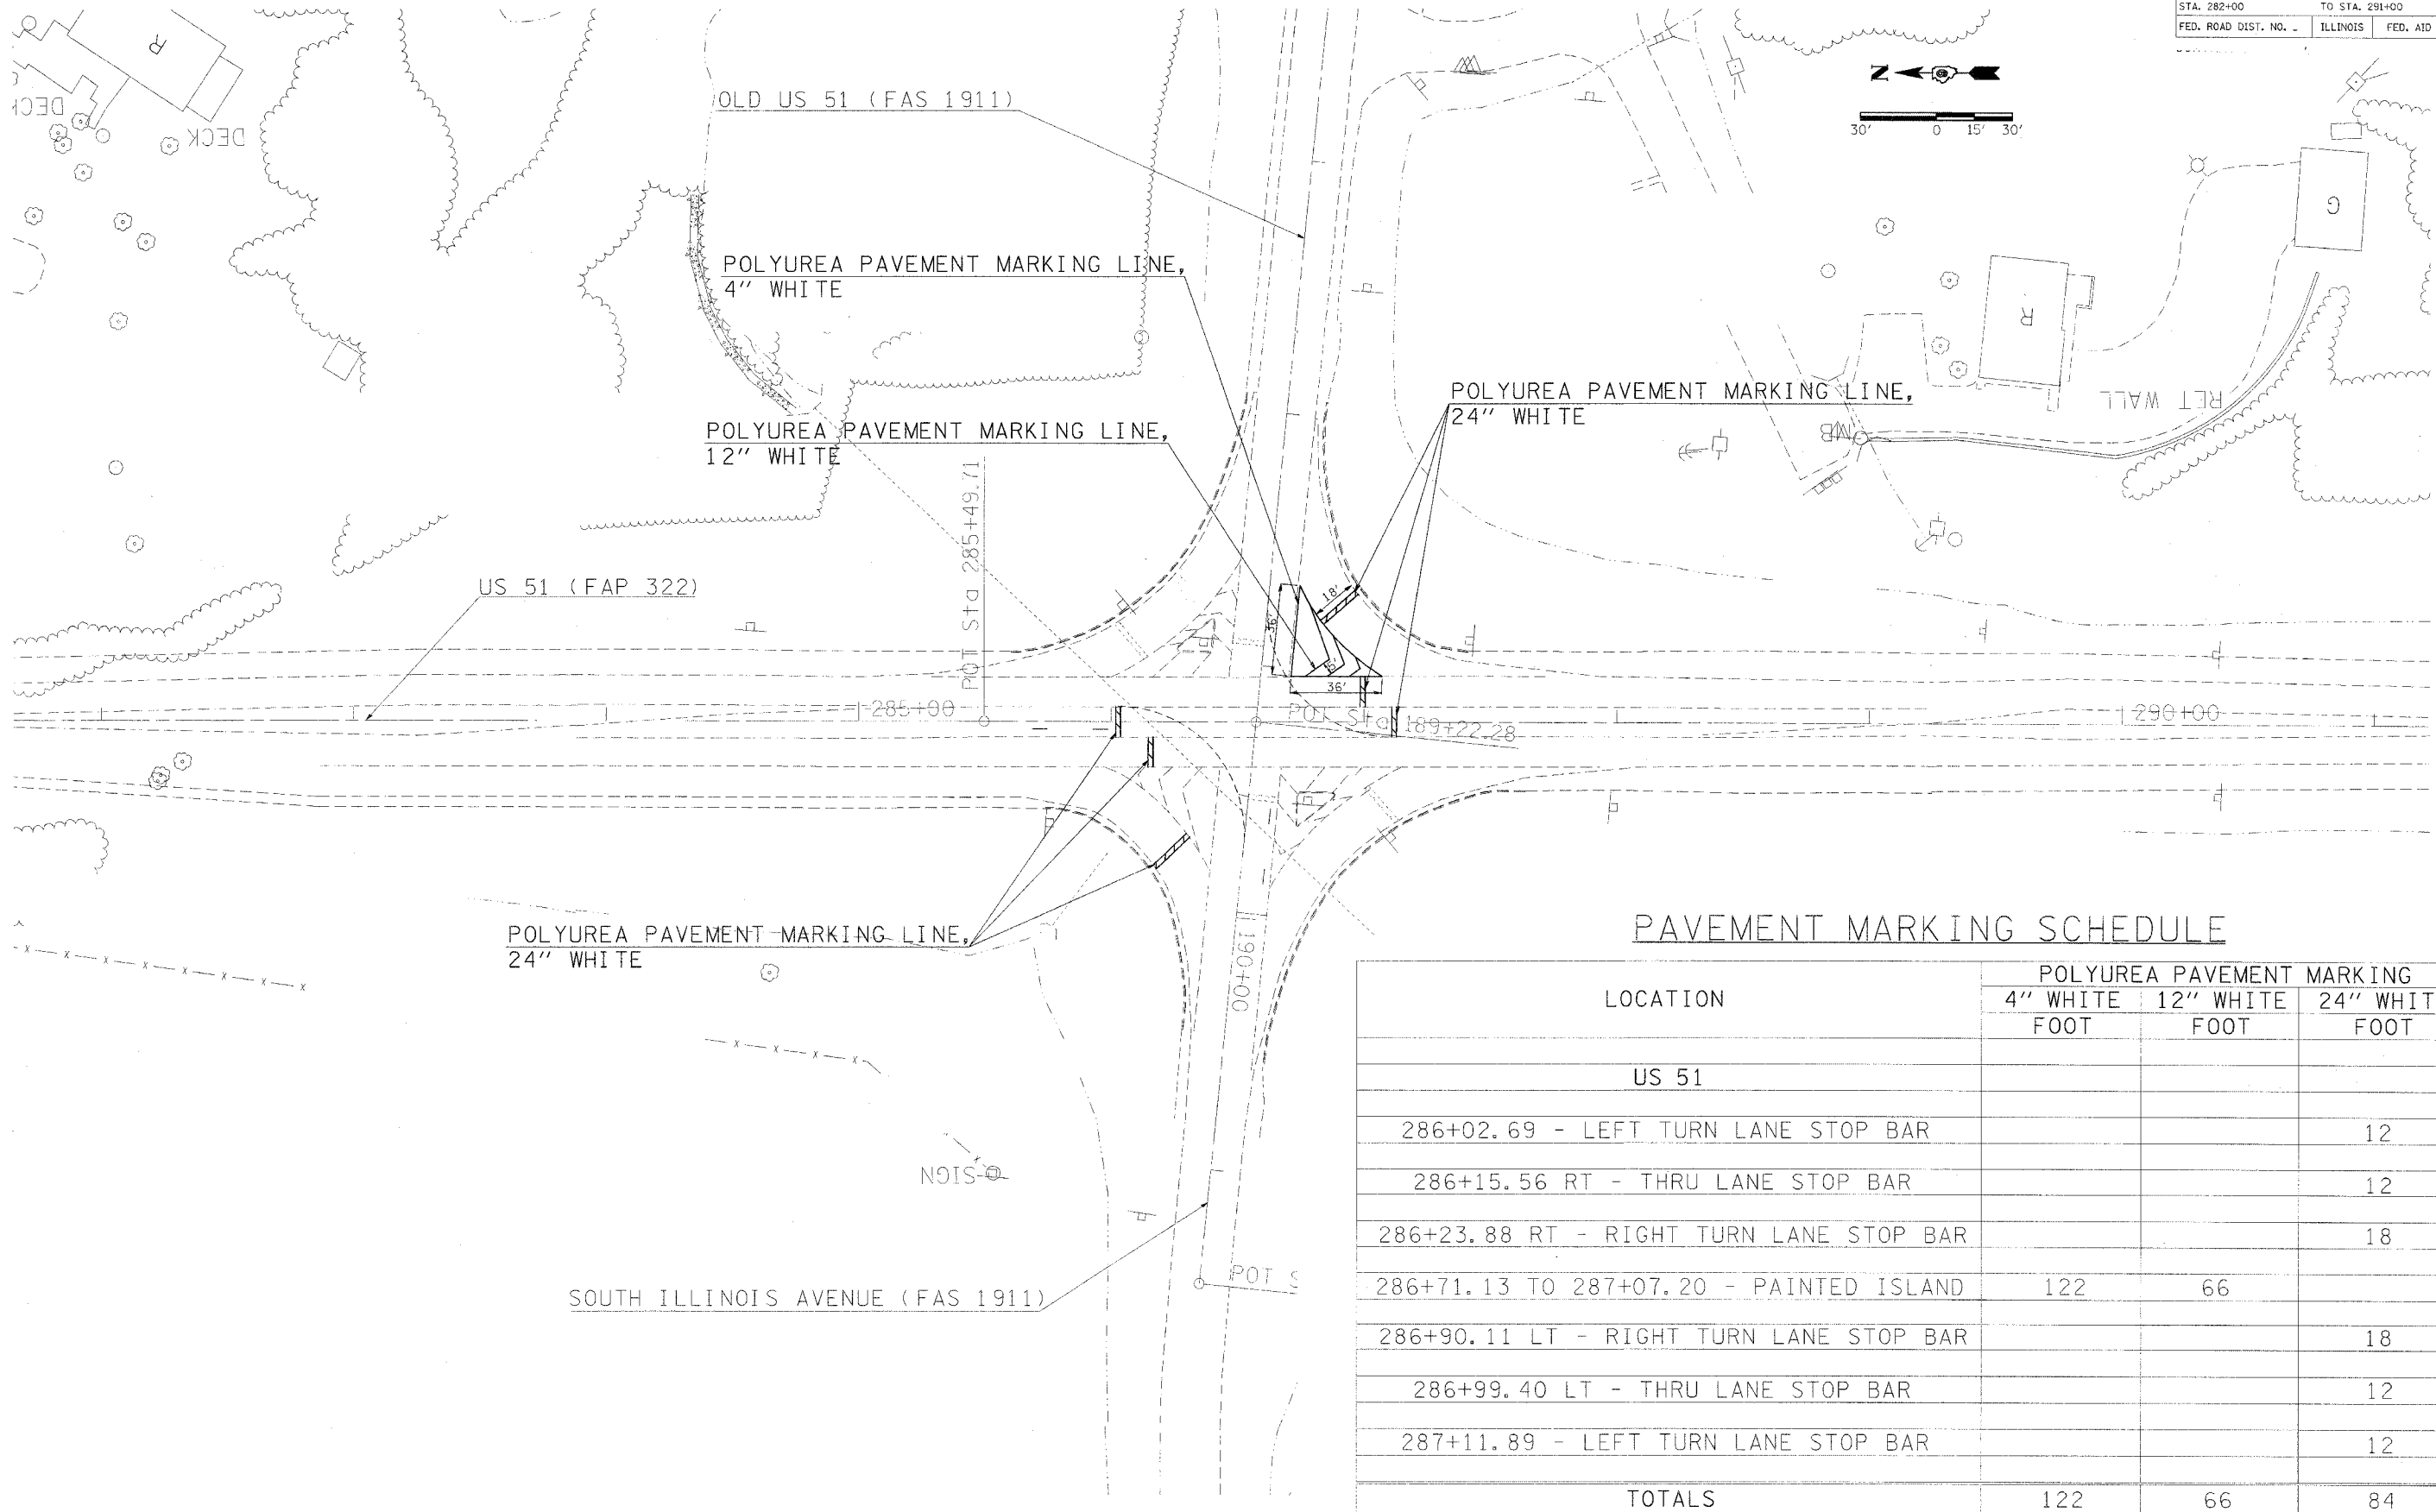 STA. 282+00 TO STA. 291+00
FED. ROAD DIST. NO. _ ILLINOIS FED. AID
N
30' 0 15' 30'
R
DECK
DECK
OLD US 51 (FAS 1911)
G
R
RET WALL
MB
POLYUREA PAVEMENT MARKING LINE,
4" WHITE
POLYUREA PAVEMENT MARKING LINE,
24" WHITE
POLYUREA PAVEMENT MARKING LINE,
12" WHITE
POT Sta 285+49.71
US 51 (FAP 322)
18'
36'
36'
285+00
POT Sta 189+22.28
290+00
POLYUREA PAVEMENT MARKING LINE,
24" WHITE
190+00
SIGN
POT S
SOUTH ILLINOIS AVENUE (FAS 1911)
PAVEMENT MARKING SCHEDULE
LOCATION
POLYUREA PAVEMENT MARKING
4" WHITE 12" WHITE 24" WHIT
FOOT FOOT FOOT
US 51
286+02.69 - LEFT TURN LANE STOP BAR 12
286+15.56 RT - THRU LANE STOP BAR 12
286+23.88 RT - RIGHT TURN LANE STOP BAR 18
286+71.13 TO 287+07.20 - PAINTED ISLAND 122 66
286+90.11 LT - RIGHT TURN LANE STOP BAR 18
286+99.40 LT - THRU LANE STOP BAR 12
287+11.89 - LEFT TURN LANE STOP BAR 12
TOTALS 122 66 84